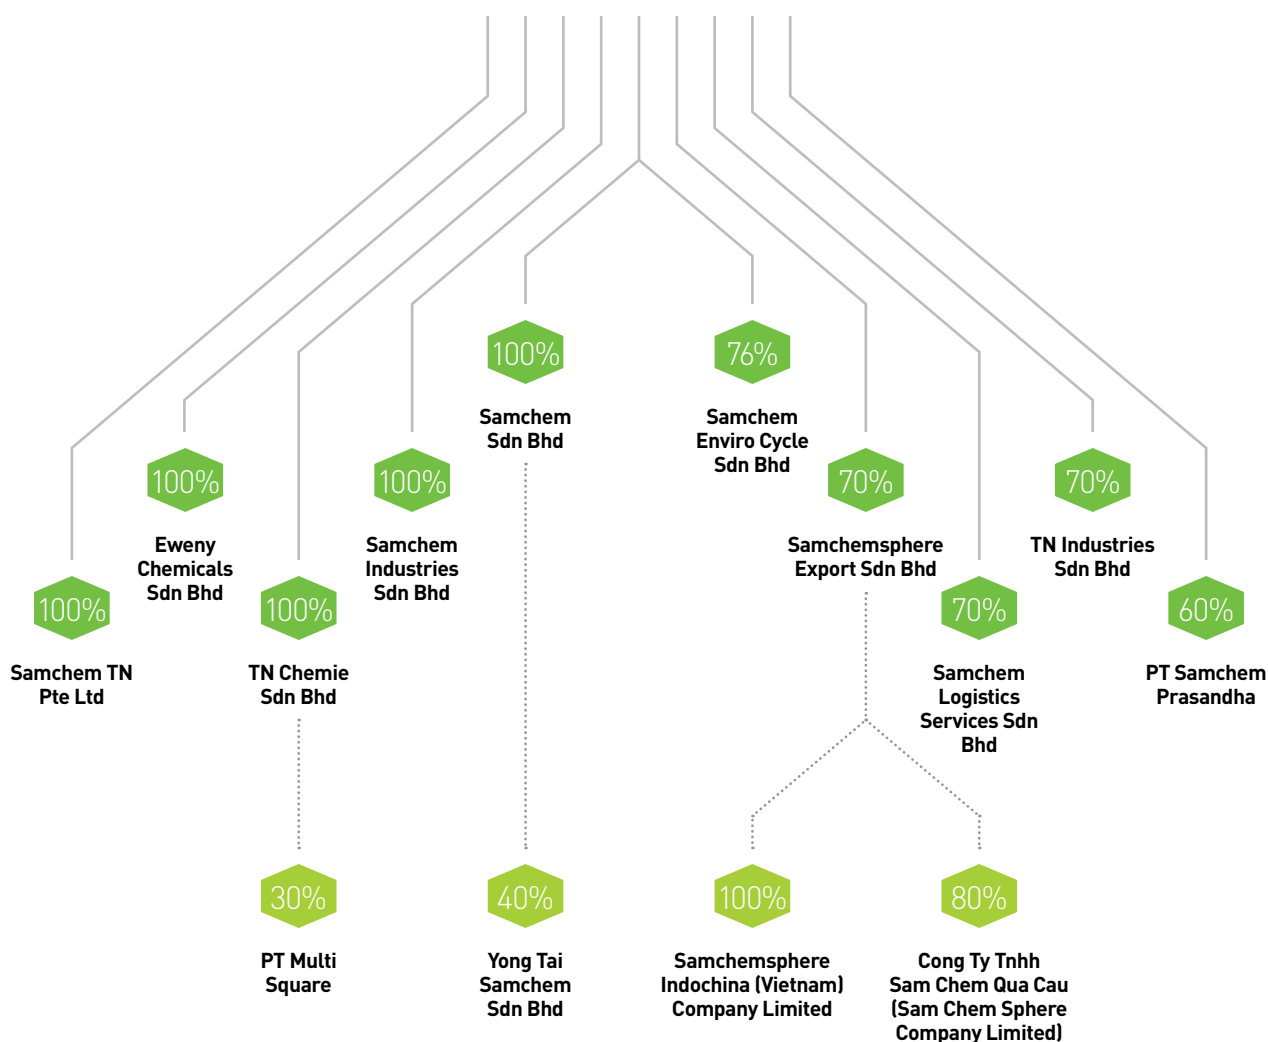 100%
Samchem
Sdn Bhd
76%
Samchem
Enviro Cycle
Sdn Bhd
100%
Eweny
Chemicals
Sdn Bhd
100%
Samchem
Industries
Sdn Bhd
70%
Samchemsphere
Export Sdn Bhd
70%
TN Industries
Sdn Bhd
100%
Samchem TN
Pte Ltd
100%
TN Chemie
Sdn Bhd
70%
Samchem
Logistics
Services Sdn
Bhd
60%
PT Samchem
Prasandha
30%
PT Multi
Square
40%
Yong Tai
Samchem
Sdn Bhd
100%
Samchemsphere
Indochina (Vietnam)
Company Limited
80%
Cong Ty Tnhh
Sam Chem Qua Cau
(Sam Chem Sphere
Company Limited)